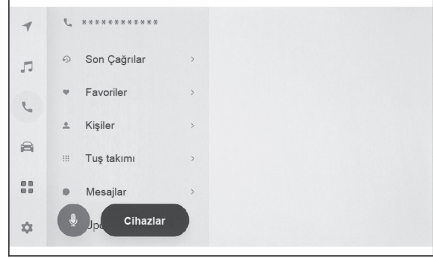 ************
Son Çağrılar
Favoriler
Kişiler
Tuş takımı
Mesajlar
Cihazlar